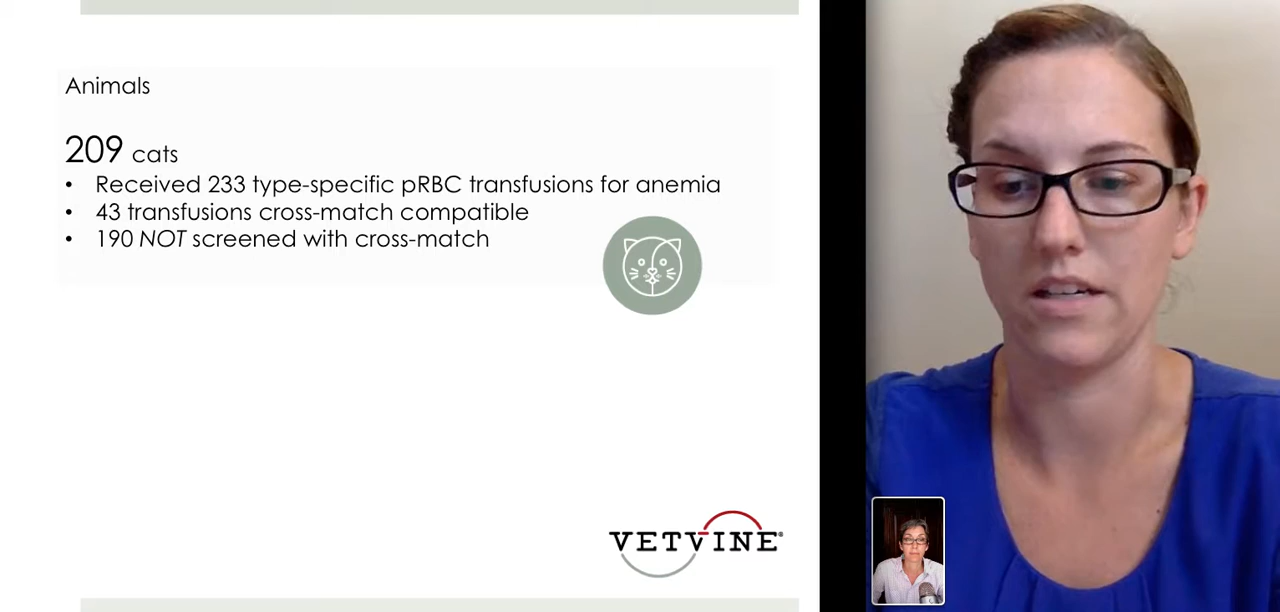 Animals
209 cats
• Received 233 type-specific pRBC transfusions for anemia
• 43 transfusions cross-match compatible
• 190 NOT screened with cross-match
VETVINE®